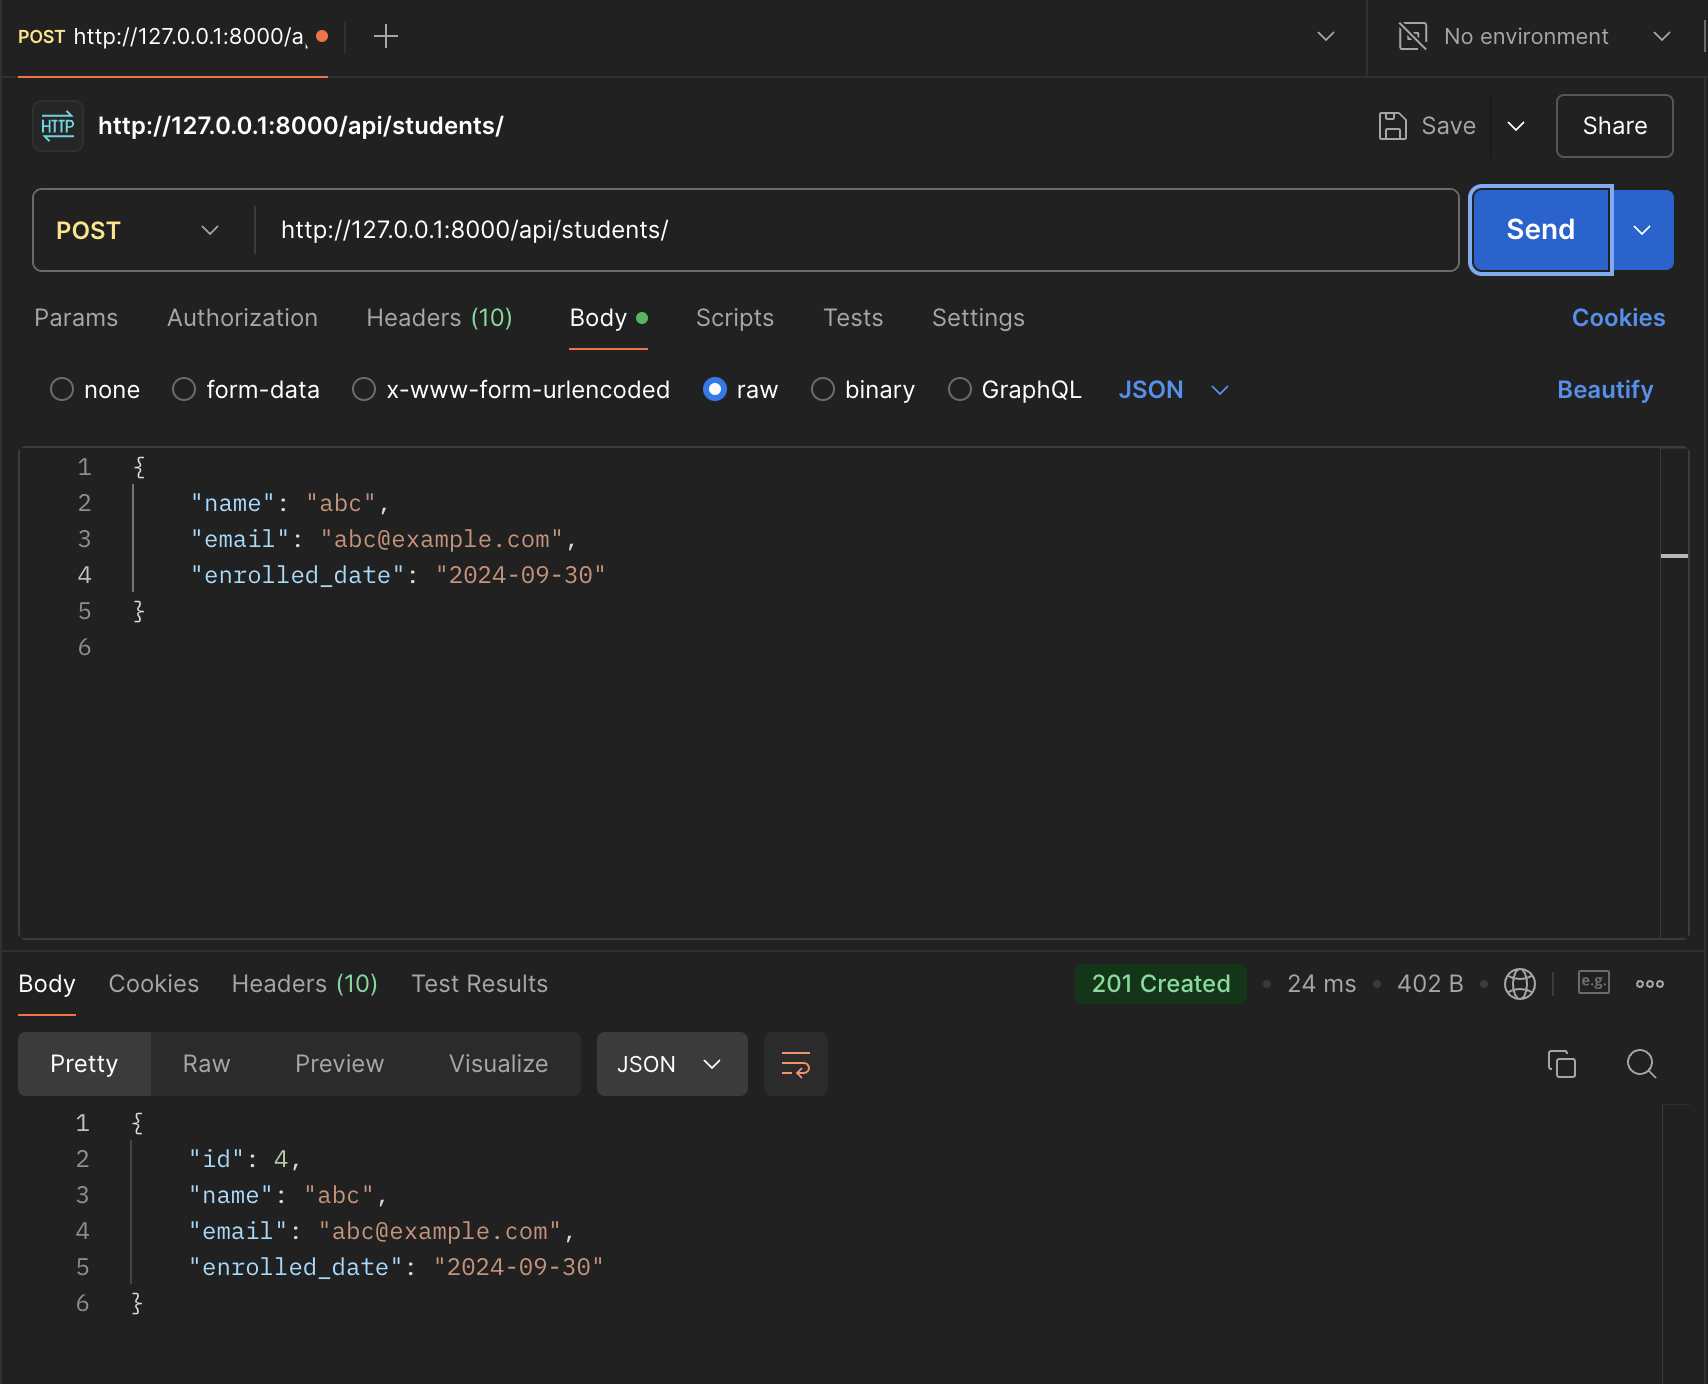 POST http://127.0.0.1:8000/a
No environment
HTTP http://127.0.0.1:8000/api/students/
Save
Share
POST
http://127.0.0.1:8000/api/students/
Send
Params Authorization Headers (10) Body Scripts Tests Settings Cookies
none form-data x-www-form-urlencoded raw binary GraphQL JSON Beautify
1 {
2 "name": "abc",
3 "email": "abc@example.com",
4 "enrolled_date": "2024-09-30"
5 }
6
Body Cookies Headers (10) Test Results 201 Created • 24 ms • 402 B • e.g.
Pretty Raw Preview Visualize JSON
1 {
2 "id": 4,
3 "name": "abc",
4 "email": "abc@example.com",
5 "enrolled_date": "2024-09-30"
6 }